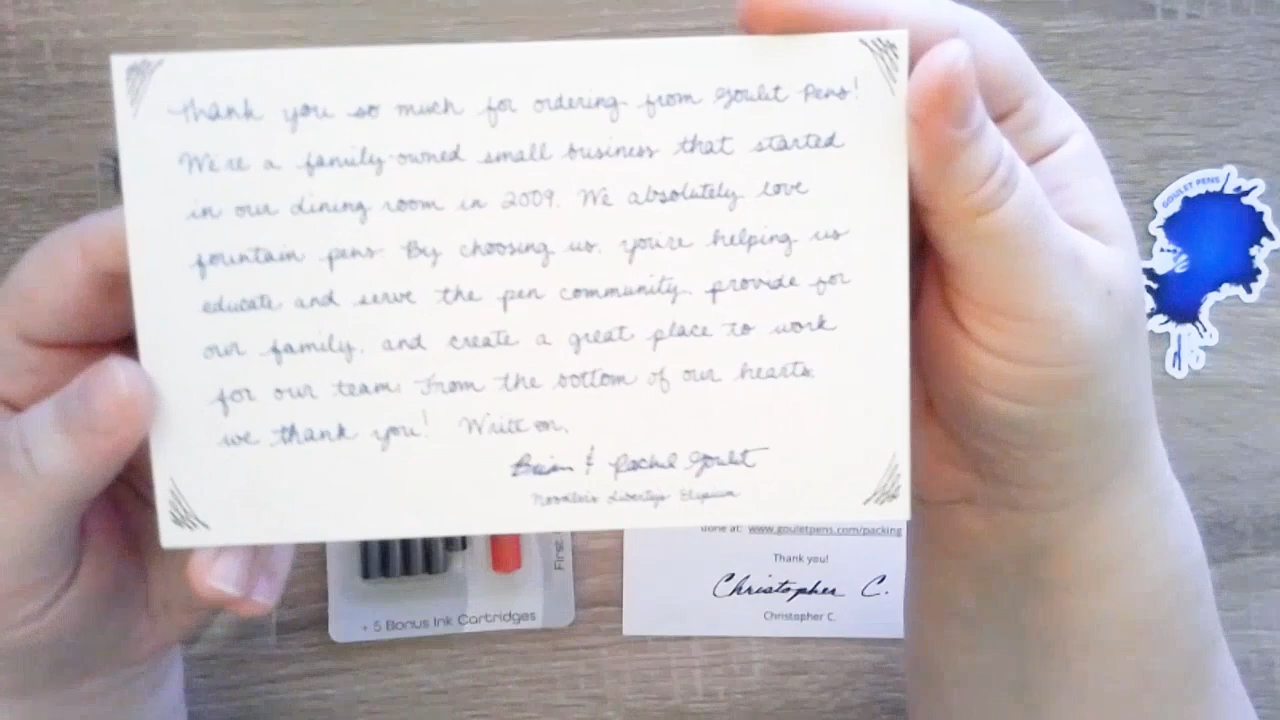 Thank you so much for ordering from Goulet Pens!
We're a family-owned small business that started
in our dining room in 2009. We absolutely love
fountain pens. By choosing us, you're helping us
educate and serve the pen community, provide for
our family, and create a great place to work
for our team. From the bottom of our hearts,
we thank you! Write on,
Brian & Rachel Goulet
Noodler's Liberty's Elysium
GOULET PENS
done at: www.gouletpens.com/packing
Thank you!
Christopher C.
Christopher C.
+ 5 Bonus Ink Cartridges
First